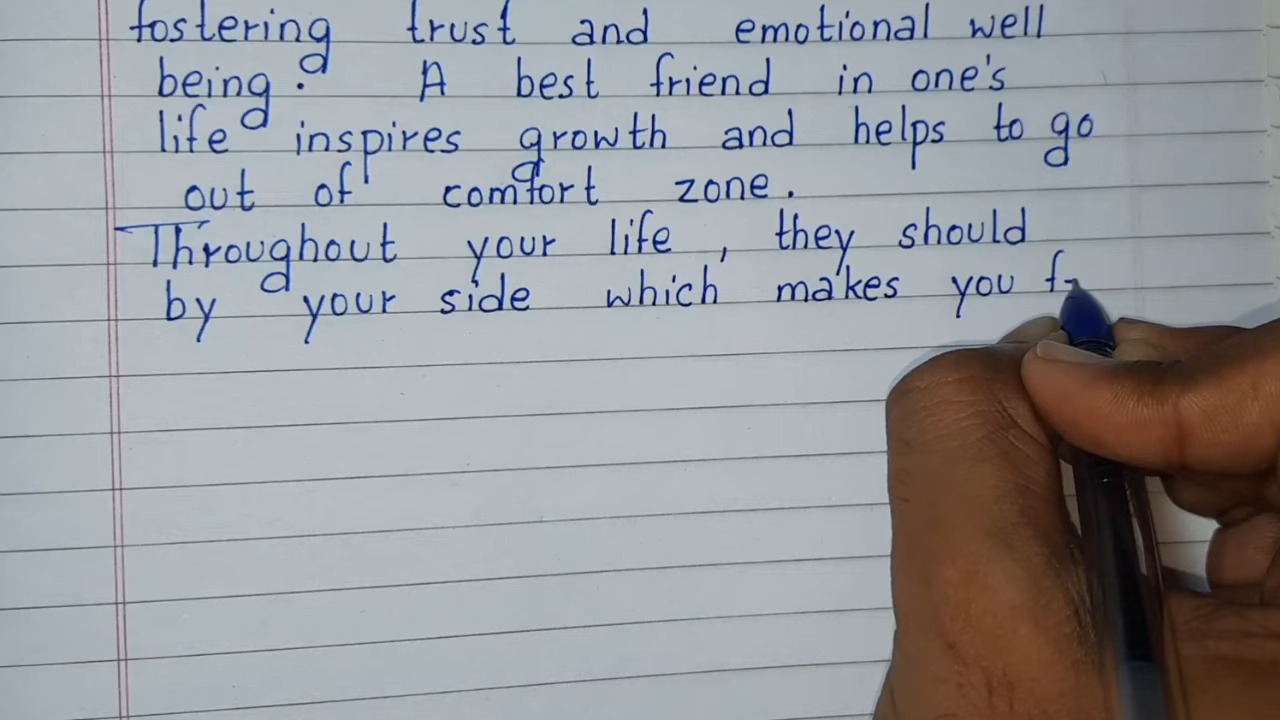 fostering trust and emotional well
being. A best friend in one's
life inspires growth and helps to go
out of comfort zone.
Throughout your life, they should
by your side which makes you